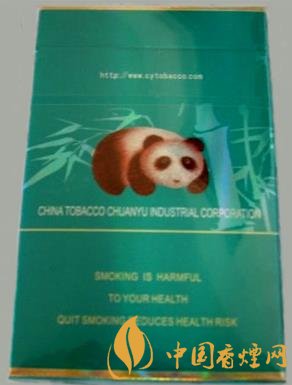 http://www.cytobacco.com
CHINA TOBACCO CHUANYU INDUSTRIAL CORPORATION
SMOKING IS HARMFUL
TO YOUR HEALTH
QUIT SMOKING REDUCES HEALTH RISK
中国香烟网